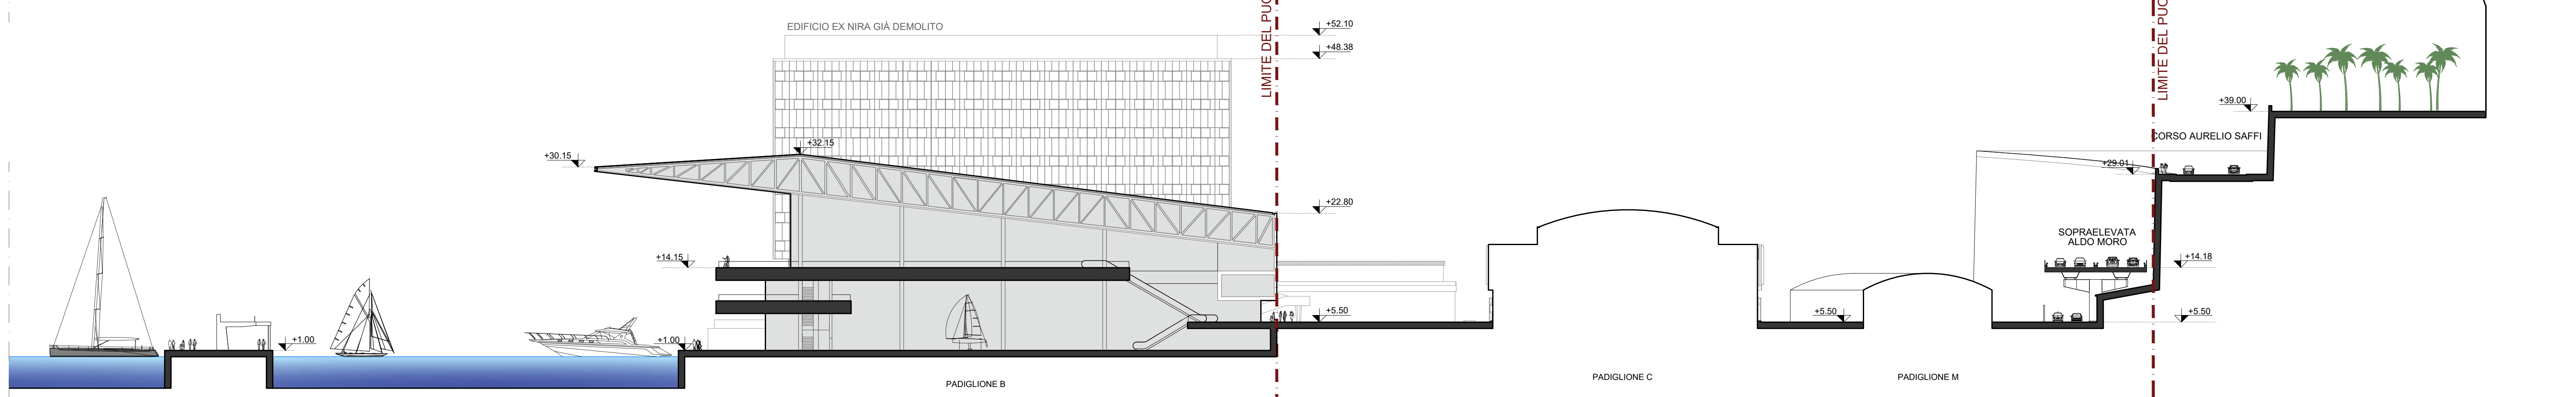 EDIFICIO EX NIRA GIÀ DEMOLITO
LIMITE DEL PUC
+52.10
+48.38
LIMITE DEL PUC
+39.00
CORSO AURELIO SAFFI
+30.15
+32.15
+29.01
+22.80
SOPRAELEVATA
ALDO MORO
+14.15
+14.18
+5.50
+5.50
+5.50
+1.00
+1.00
PADIGLIONE B
PADIGLIONE C
PADIGLIONE M